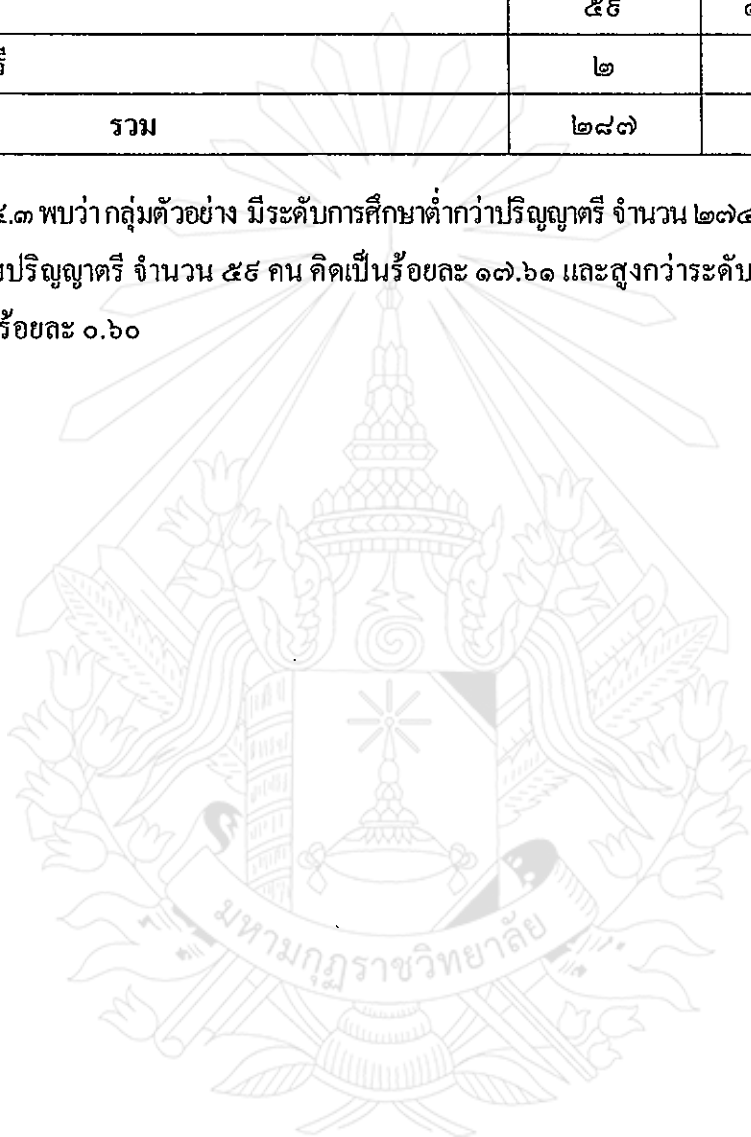 ๕๙
รี ๒
รวม ๒๘๗
๔.๓ พบว่า กลุ่มตัวอย่าง มีระดับการศึกษาต่ำกว่าปริญญาตรี จำนวน ๒๗๔
ปริญญาตรี จำนวน ๕๙ คน คิดเป็นร้อยละ ๑๗.๖๑ และสูงกว่าระดับ
ร้อยละ ๐.๖๐
มหามกุฏราชวิทยาลัย